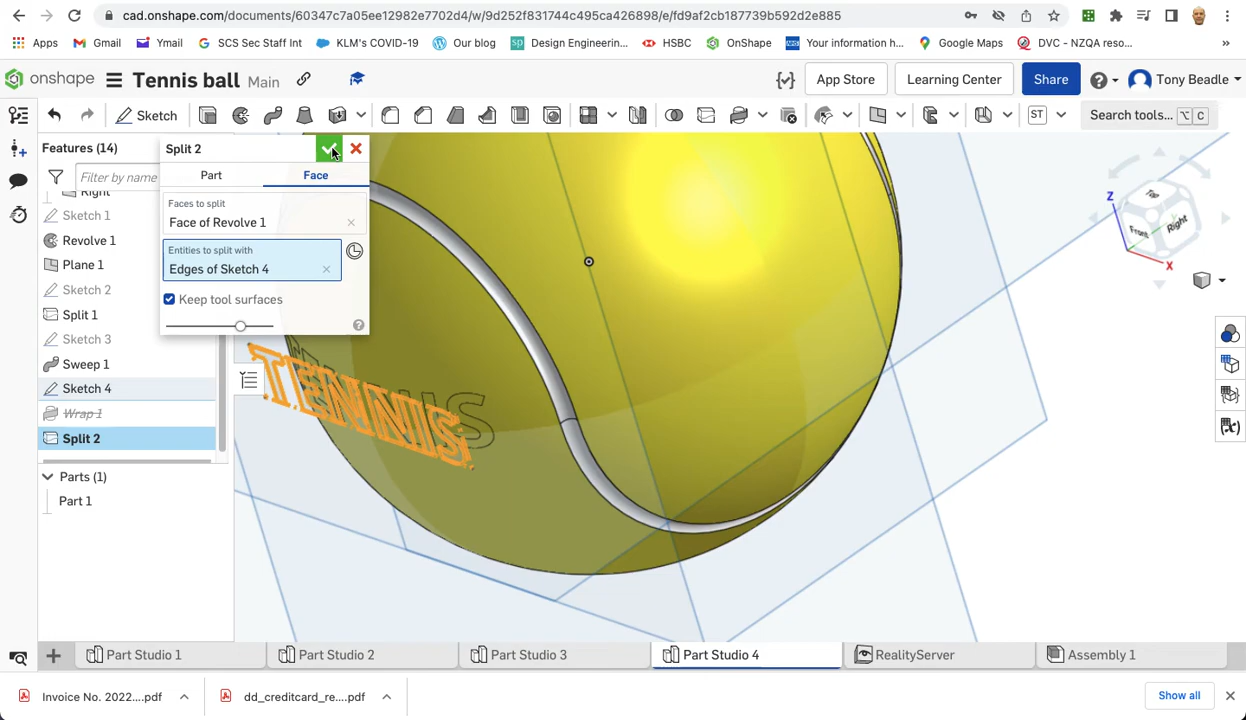 cad.onshape.com/documents/60347c7a05ee12982e7702d4/w/9d252f831744c495ca426898/e/fd9af2cb187739b592d2e885
Apps Gmail Ymail SCS Sec Staff Int KLM's COVID-19 Our blog Design Engineerin... HSBC OnShape Your information h... Google Maps DVC - NZQA reso... »
onshape Tennis ball Main App Store Learning Center Share Tony Beadle
Sketch ST Search tools... ⌥ C
Features (14)
Filter by name
Right
Sketch 1
Revolve 1
Plane 1
Sketch 2
Split 1
Sketch 3
Sweep 1
Sketch 4
Wrap 1
Split 2
Parts (1)
Part 1
Split 2
Part Face
Faces to split
Face of Revolve 1
Entities to split with
Edges of Sketch 4
Keep tool surfaces
TENNIS
TENNIS
Z
Top
Front
Right
X
Part Studio 1 Part Studio 2 Part Studio 3 Part Studio 4 RealityServer Assembly 1
Invoice No. 2022....pdf dd_creditcard_re....pdf Show all